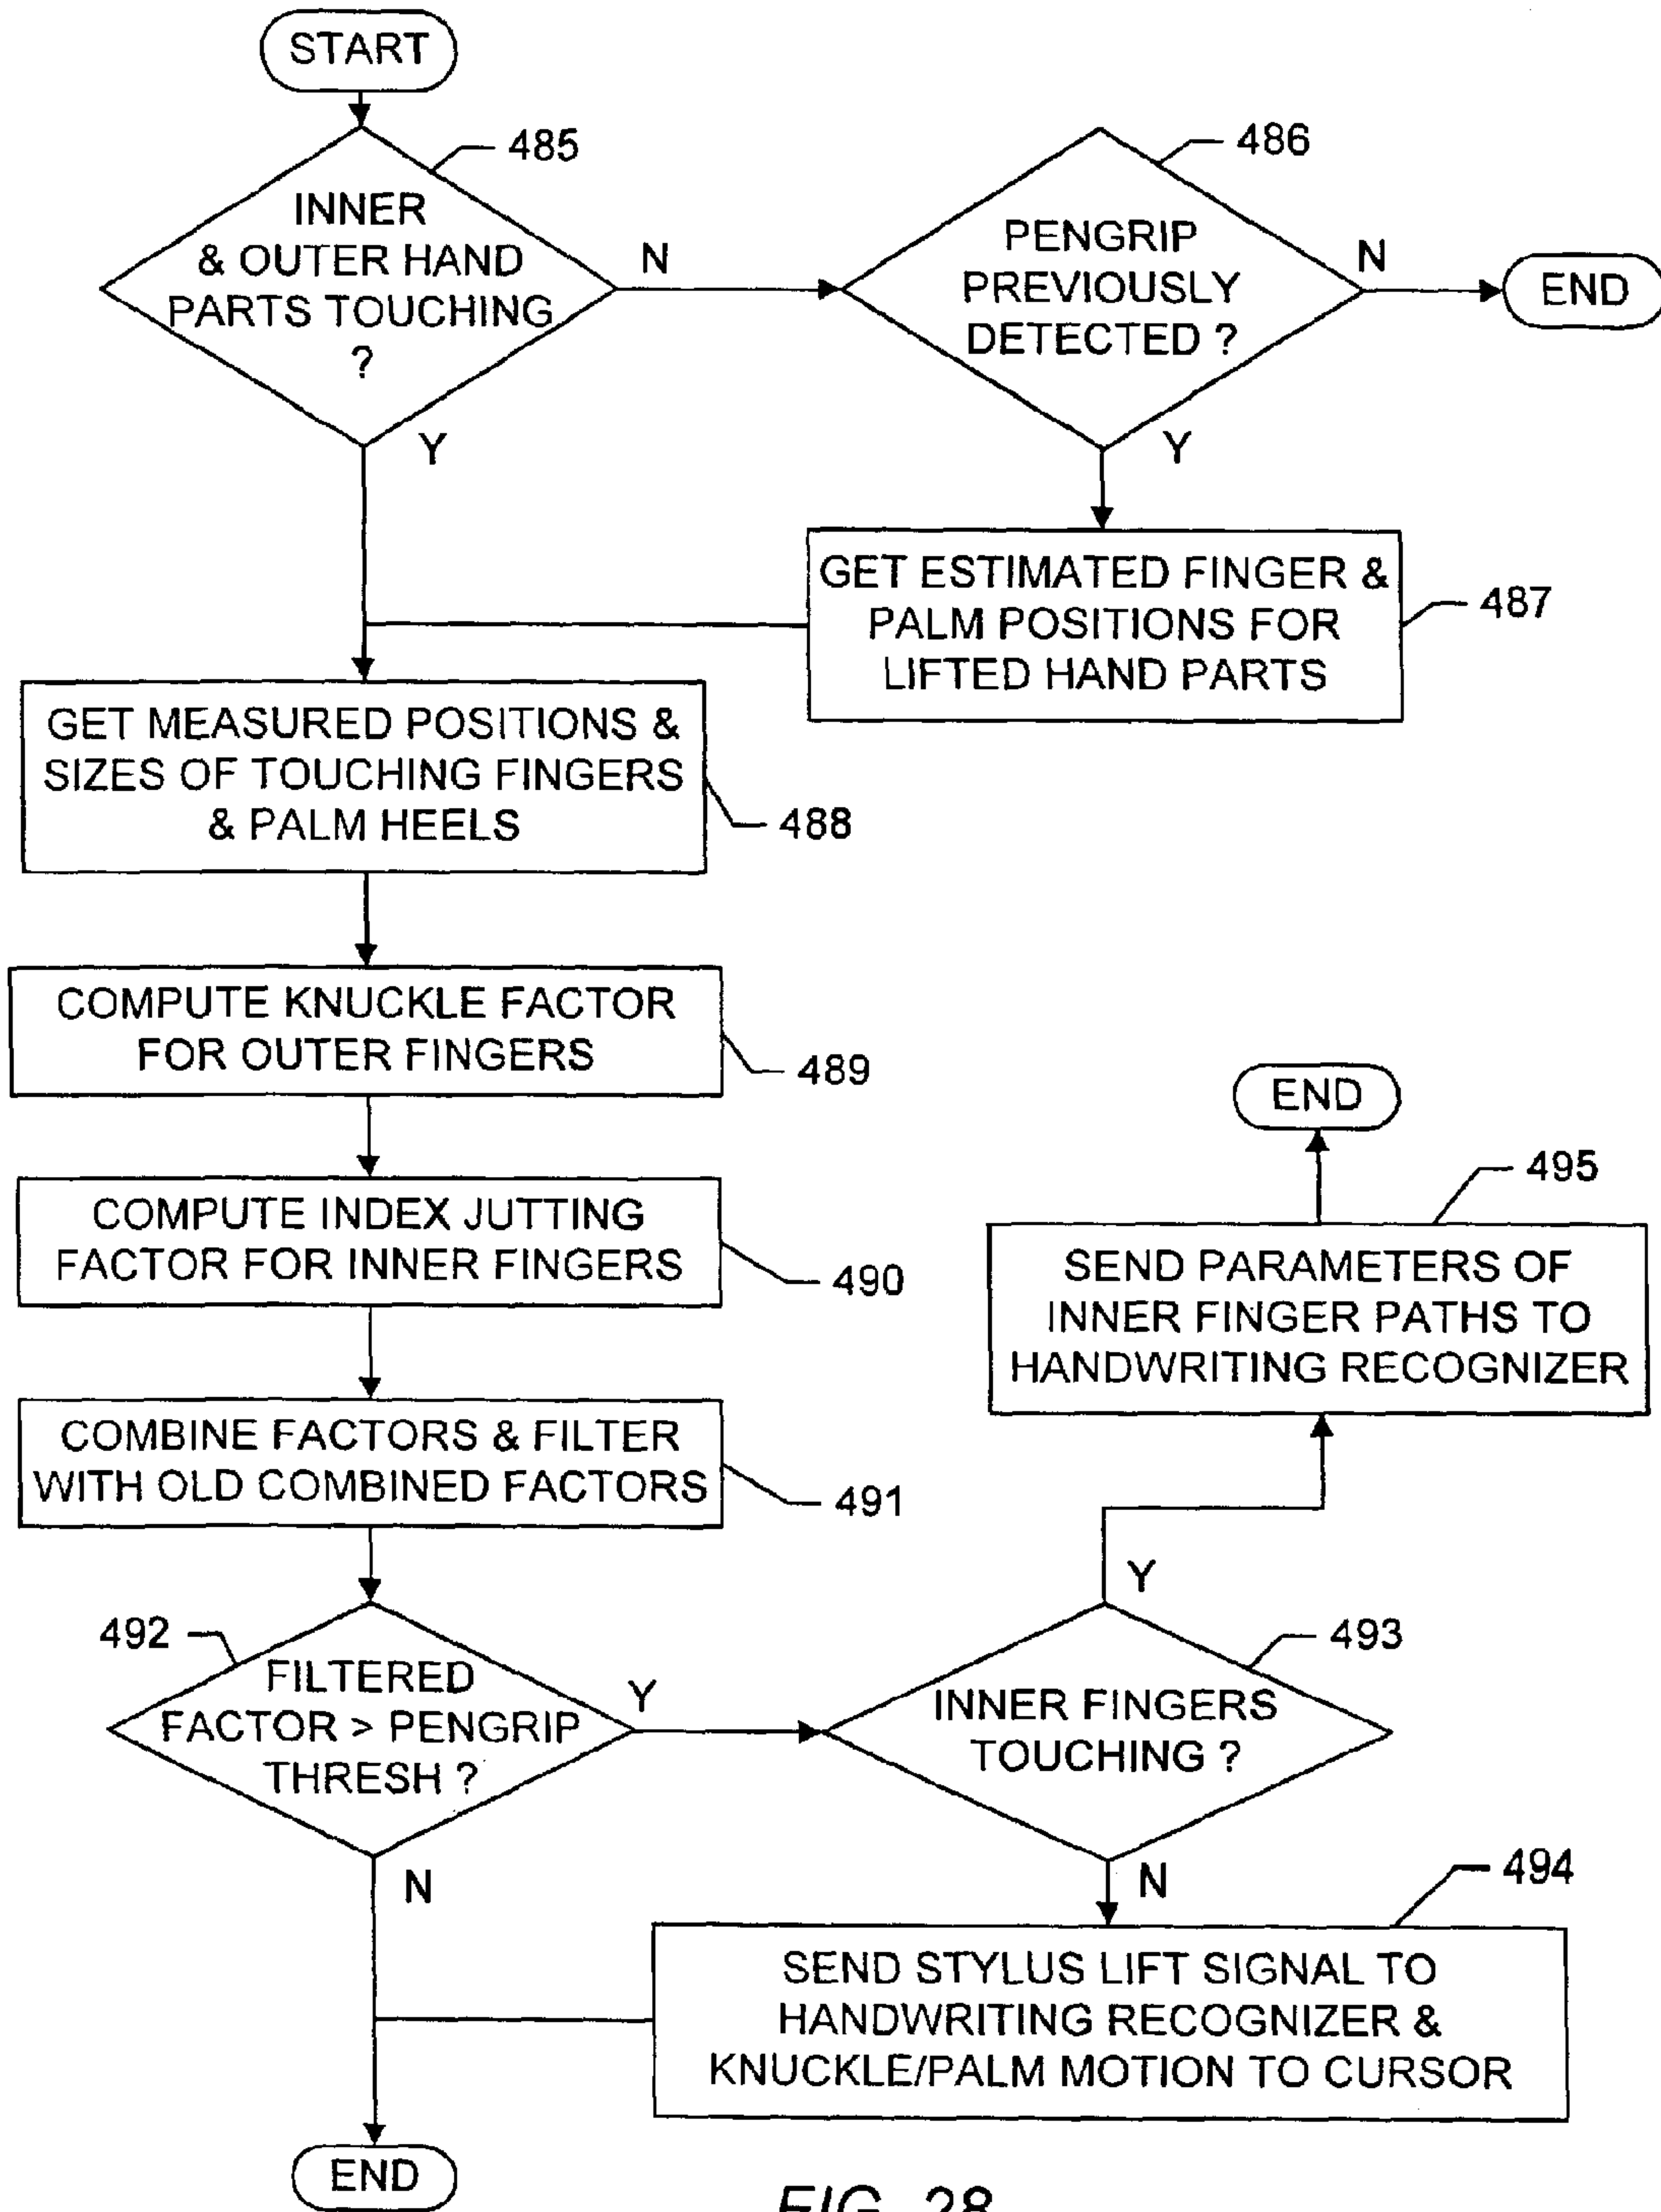 START
485
INNER
& OUTER HAND
PARTS TOUCHING
?
N
Y
486
PENGRIP
PREVIOUSLY
DETECTED ?
N
END
Y
GET ESTIMATED FINGER &
PALM POSITIONS FOR
LIFTED HAND PARTS
487
GET MEASURED POSITIONS &
SIZES OF TOUCHING FINGERS
& PALM HEELS
488
COMPUTE KNUCKLE FACTOR
FOR OUTER FINGERS
489
COMPUTE INDEX JUTTING
FACTOR FOR INNER FINGERS
490
COMBINE FACTORS & FILTER
WITH OLD COMBINED FACTORS
491
492
FILTERED
FACTOR > PENGRIP
THRESH ?
Y
N
493
INNER FINGERS
TOUCHING ?
Y
N
END
495
SEND PARAMETERS OF
INNER FINGER PATHS TO
HANDWRITING RECOGNIZER
494
SEND STYLUS LIFT SIGNAL TO
HANDWRITING RECOGNIZER &
KNUCKLE/PALM MOTION TO CURSOR
END
FIG. 28